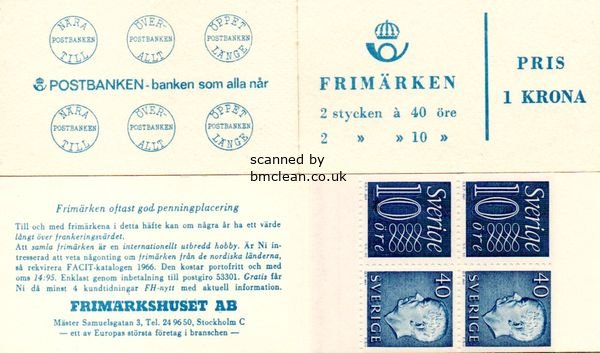 NÄRA
POSTBANKEN
TILL
ÖVER-
POSTBANKEN
ALLT
ÖPPET
POSTBANKEN
LÄNGE
POSTBANKEN - banken som alla når
NÄRA
POSTBANKEN
TILL
ÖVER-
POSTBANKEN
ALLT
ÖPPET
POSTBANKEN
LÄNGE
FRIMÄRKEN
2 stycken à 40 öre
2 » » 10 »
PRIS
1 KRONA
scanned by
bmclean.co.uk
Frimärken oftast god penningplacering
Till och med frimärkena i detta häfte kan om några år ha ett värde
långt över frankeringsvärdet.
Att samla frimärken är en internationellt utbredd hobby. Är Ni in-
tresserad att veta någonting om frimärken från de nordiska länderna,
så rekvirera FACIT-katalogen 1966. Den kostar portofritt och med
oms 14:95. Enklast genom inbetalning till postgiro 53301. Gratis får
Ni då minst 4 kundtidningar FH-nytt med aktuell information.
FRIMÄRKSHUSET AB
Mäster Samuelsgatan 3, Tel. 24 96 50, Stockholm C
— ett av Europas största företag i branschen —
Sverige
10
öre
Sverige
10
öre
40
SVERIGE
40
SVERIGE